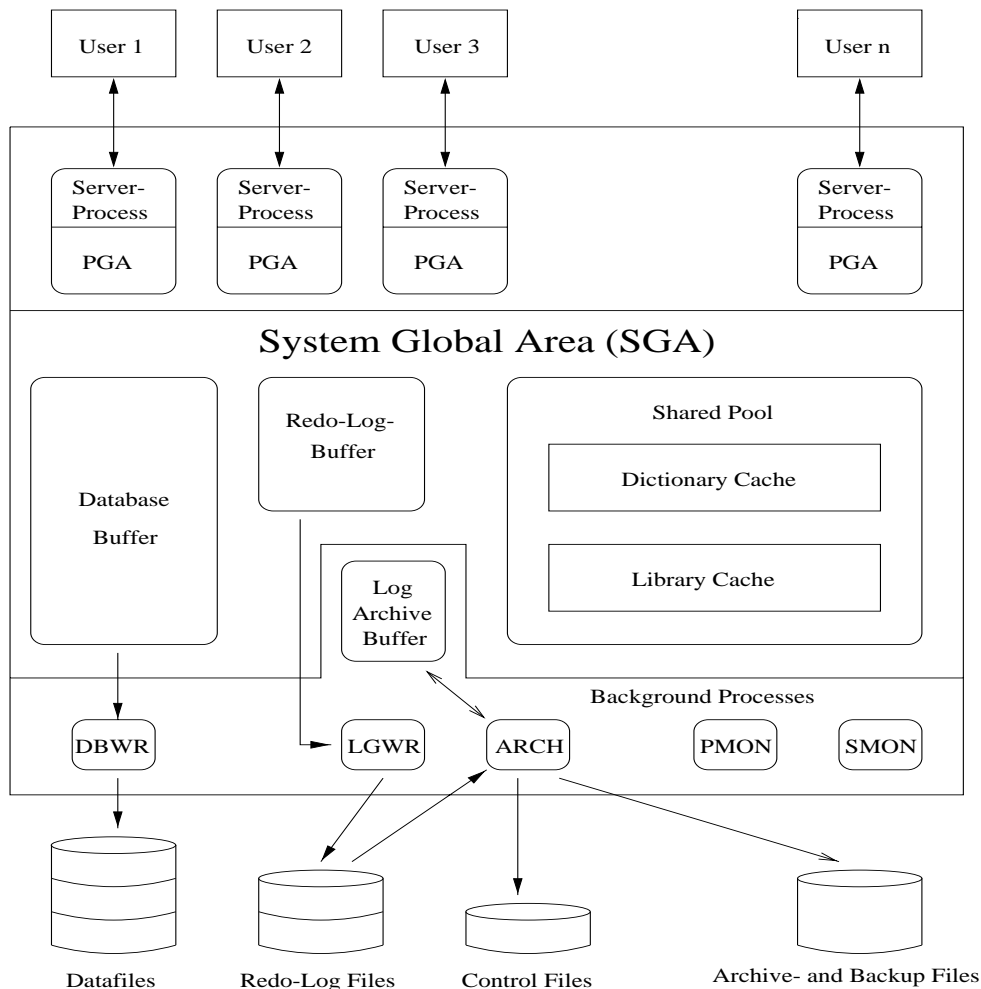 User 1
User 2
User 3
User n
Server-
Process
PGA
Server-
Process
PGA
Server-
Process
PGA
Server-
Process
PGA
System Global Area (SGA)
Database
Buffer
Redo-Log-
Buffer
Shared Pool
Dictionary Cache
Library Cache
Log
Archive
Buffer
Background Processes
DBWR
LGWR
ARCH
PMON
SMON
Datafiles
Redo-Log Files
Control Files
Archive- and Backup Files